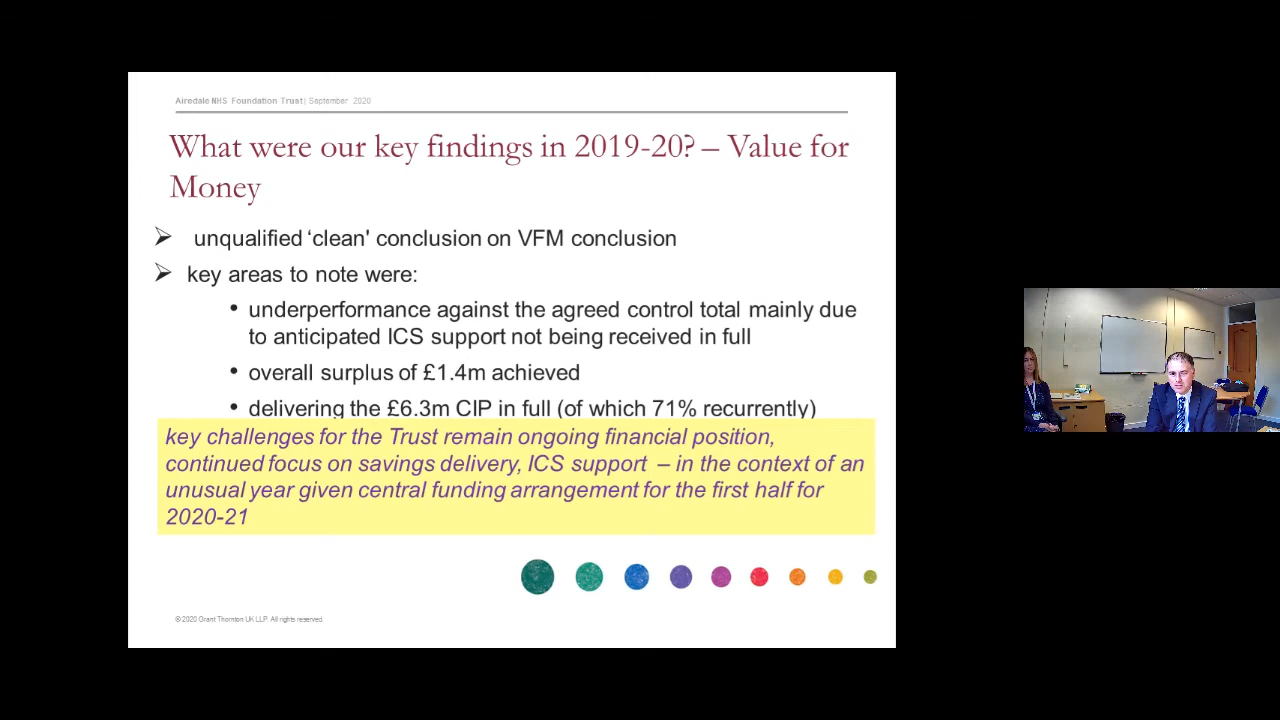 Airedale NHS Foundation Trust| September 2020
What were our key findings in 2019-20? – Value for
Money
➢ unqualified ‘clean' conclusion on VFM conclusion
➢ key areas to note were:
• underperformance against the agreed control total mainly due
to anticipated ICS support not being received in full
• overall surplus of £1.4m achieved
• delivering the £6.3m CIP in full (of which 71% recurrently)
key challenges for the Trust remain ongoing financial position,
continued focus on savings delivery, ICS support – in the context of an
unusual year given central funding arrangement for the first half for
2020-21
© 2020 Grant Thornton UK LLP. All rights reserved.